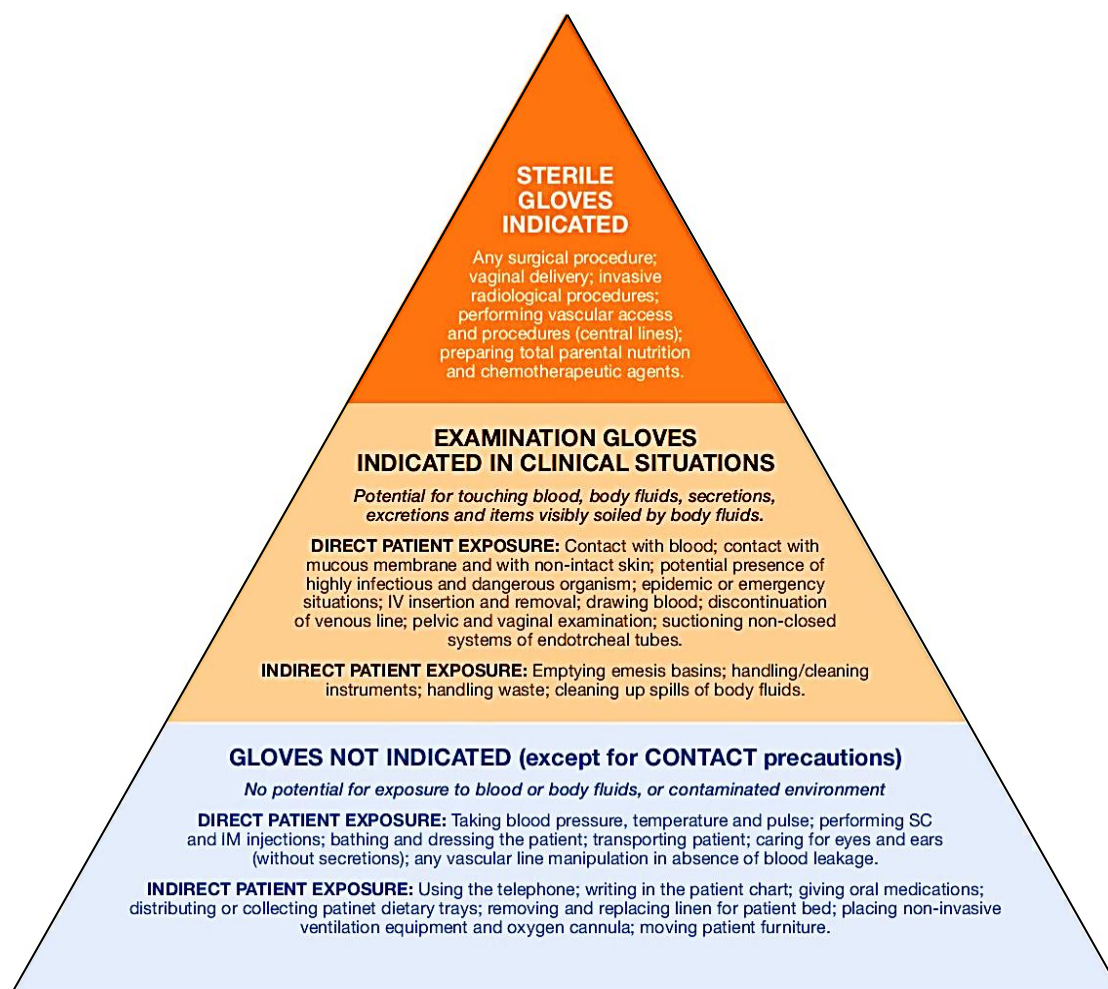 STERILE
GLOVES
INDICATED
Any surgical procedure;
vaginal delivery; invasive
radiological procedures;
performing vascular access
and procedures (central lines);
preparing total parental nutrition
and chemotherapeutic agents.
EXAMINATION GLOVES
INDICATED IN CLINICAL SITUATIONS
Potential for touching blood, body fluids, secretions,
excretions and items visibly soiled by body fluids.
DIRECT PATIENT EXPOSURE: Contact with blood; contact with
mucous membrane and with non-intact skin; potential presence of
highly infectious and dangerous organism; epidemic or emergency
situations; IV insertion and removal; drawing blood; discontinuation
of venous line; pelvic and vaginal examination; suctioning non-closed
systems of endotrcheal tubes.
INDIRECT PATIENT EXPOSURE: Emptying emesis basins; handling/cleaning
instruments; handling waste; cleaning up spills of body fluids.
GLOVES NOT INDICATED (except for CONTACT precautions)
No potential for exposure to blood or body fluids, or contaminated environment
DIRECT PATIENT EXPOSURE: Taking blood pressure, temperature and pulse; performing SC
and IM injections; bathing and dressing the patient; transporting patient; caring for eyes and ears
(without secretions); any vascular line manipulation in absence of blood leakage.
INDIRECT PATIENT EXPOSURE: Using the telephone; writing in the patient chart; giving oral medications;
distributing or collecting patinet dietary trays; removing and replacing linen for patient bed; placing non-invasive
ventilation equipment and oxygen cannula; moving patient furniture.